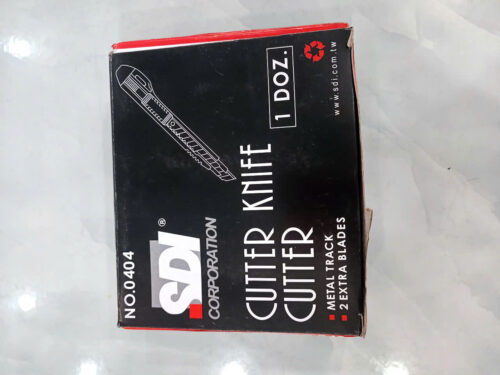 NO.0404
SDI®
CORPORATION
CUTTER KNIFE
CUTTER
1 DOZ.
METAL TRACK
2 EXTRA BLADES
www.sdi.com.tw